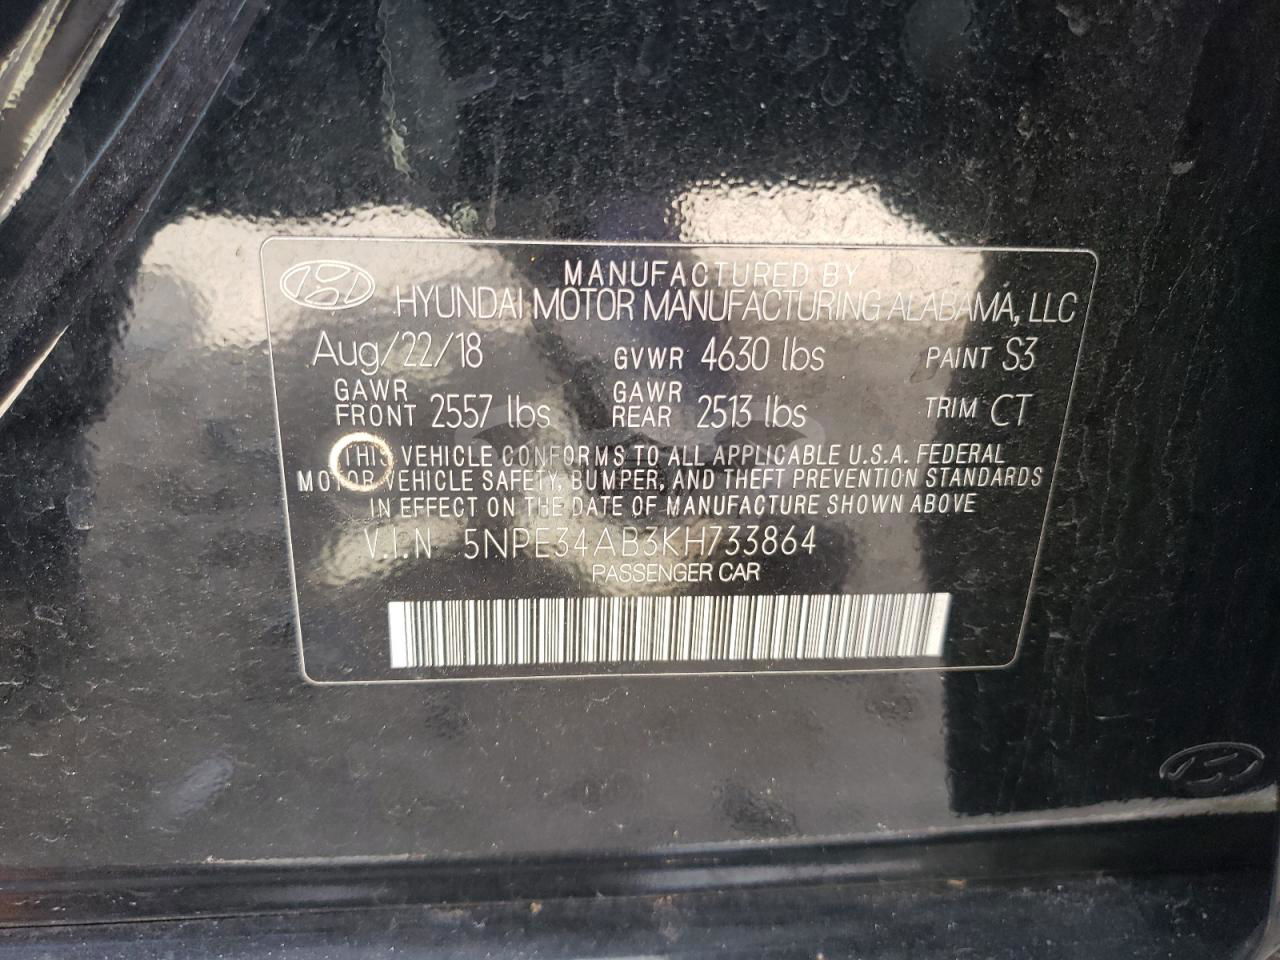 MANUFACTURED BY
HYUNDAI MOTOR MANUFACTURING ALABAMA, LLC
Aug/22/18 GVWR 4630 lbs PAINT S3
GAWR FRONT 2557 lbs GAWR REAR 2513 lbs TRIM CT
THIS VEHICLE CONFORMS TO ALL APPLICABLE U.S.A. FEDERAL
MOTOR VEHICLE SAFETY, BUMPER, AND THEFT PREVENTION STANDARDS
IN EFFECT ON THE DATE OF MANUFACTURE SHOWN ABOVE
V.I.N 5NPE34AB3KH733864
PASSENGER CAR